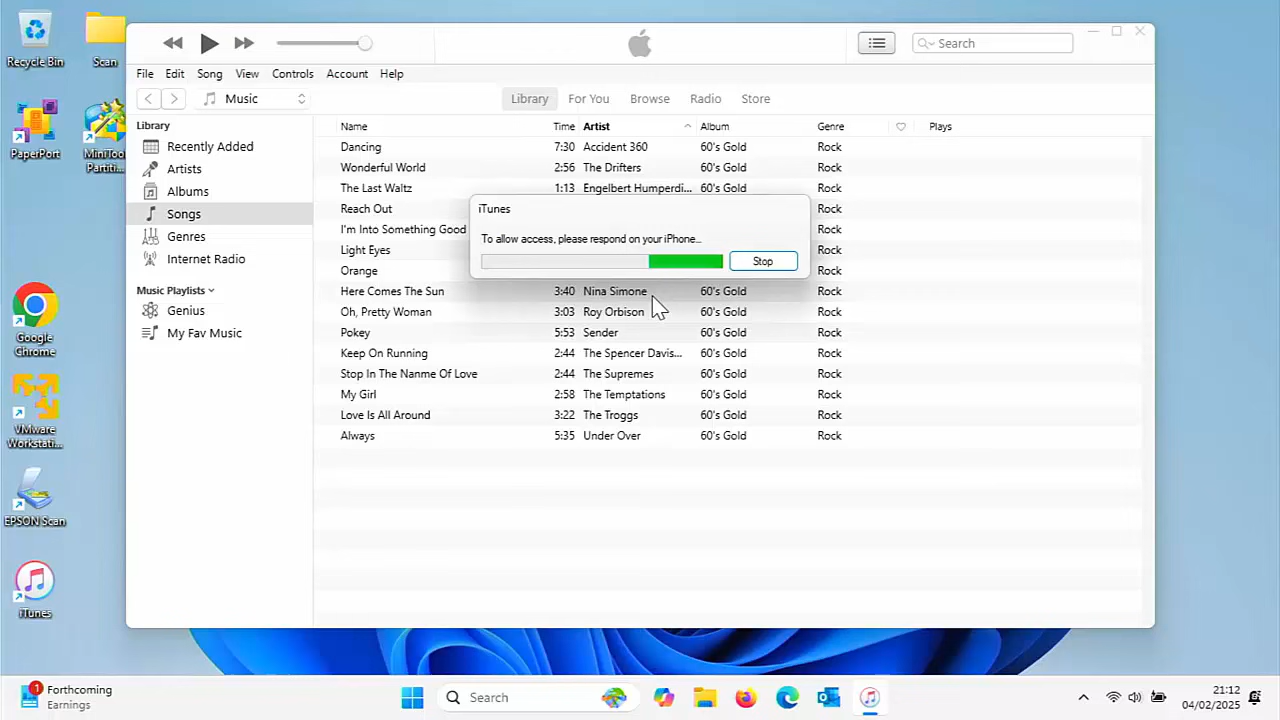 Recycle Bin
Scan
PaperPort
MiniTool
Partiti...
Google
Chrome
VMware
Workstati...
EPSON Scan
iTunes
Search
File Edit Song View Controls Account Help
Music
Library For You Browse Radio Store
Library
Recently Added
Artists
Albums
Songs
Genres
Internet Radio
Music Playlists
Genius
My Fav Music
Name Time Artist Album Genre Plays
Dancing 7:30 Accident 360 60's Gold Rock
Wonderful World 2:56 The Drifters 60's Gold Rock
The Last Waltz 1:13 Engelbert Humperdi... 60's Gold Rock
Reach Out Rock
I'm Into Something Good Rock
Light Eyes Rock
Orange Rock
Here Comes The Sun 3:40 Nina Simone 60's Gold Rock
Oh, Pretty Woman 3:03 Roy Orbison 60's Gold Rock
Pokey 5:53 Sender 60's Gold Rock
Keep On Running 2:44 The Spencer Davis... 60's Gold Rock
Stop In The Nanme Of Love 2:44 The Supremes 60's Gold Rock
My Girl 2:58 The Temptations 60's Gold Rock
Love Is All Around 3:22 The Troggs 60's Gold Rock
Always 5:35 Under Over 60's Gold Rock
iTunes
To allow access, please respond on your iPhone...
Stop
1
Forthcoming
Earnings
Search
21:12
04/02/2025